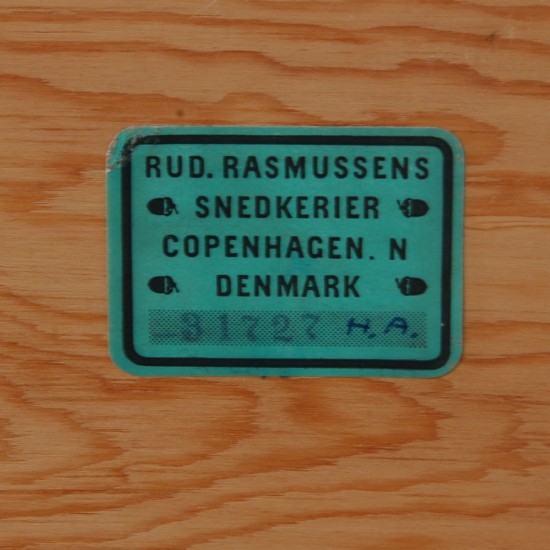 RUD. RASMUSSENS
SNEDKERIER
COPENHAGEN. N
DENMARK
31727 H.A.